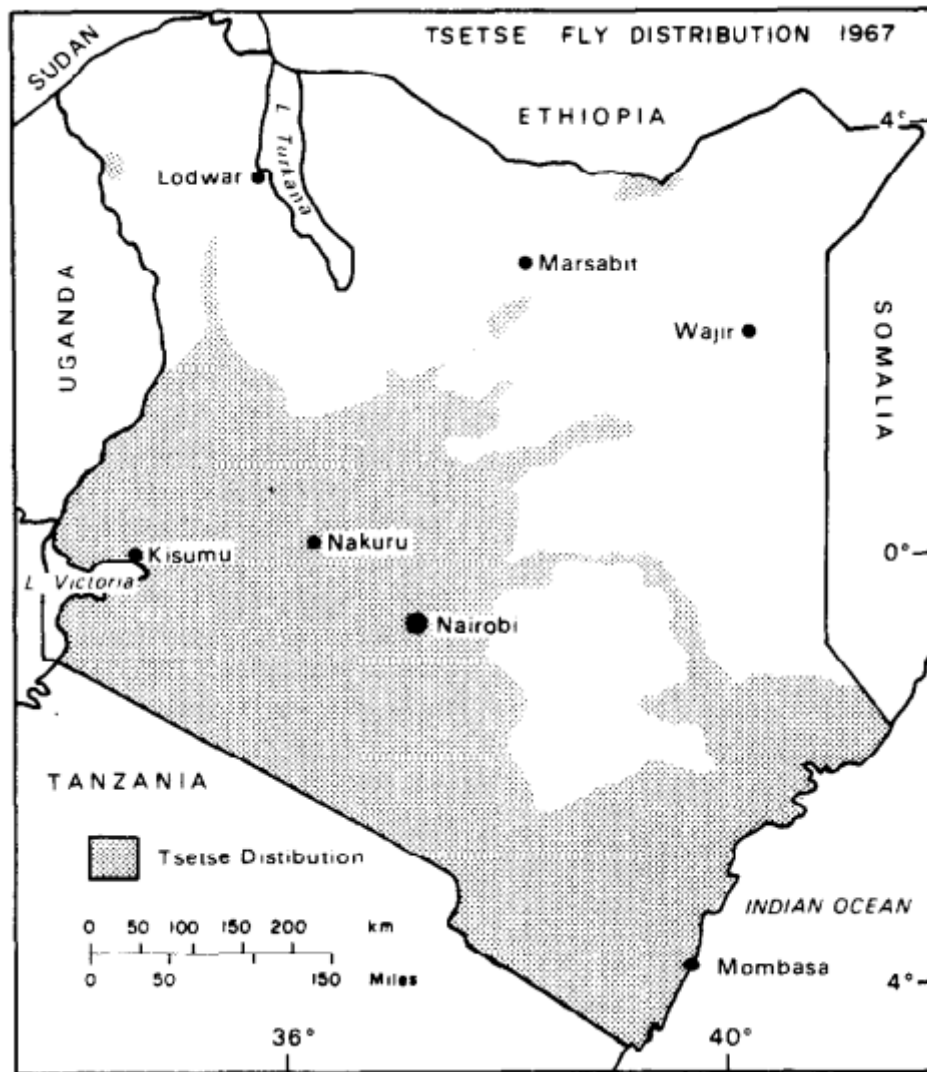 TSETSE FLY DISTRIBUTION 1967
SUDAN
ETHIOPIA
4°
L Turkana
Lodwar
Marsabit
UGANDA
Wajir
SOMALIA
Kisumu
Nakuru
0°
L Victoria
Nairobi
TANZANIA
Tsetse Distibution
INDIAN OCEAN
0 50 100 150 200 km
0 50 150 Miles
Mombasa
4°
36°
40°